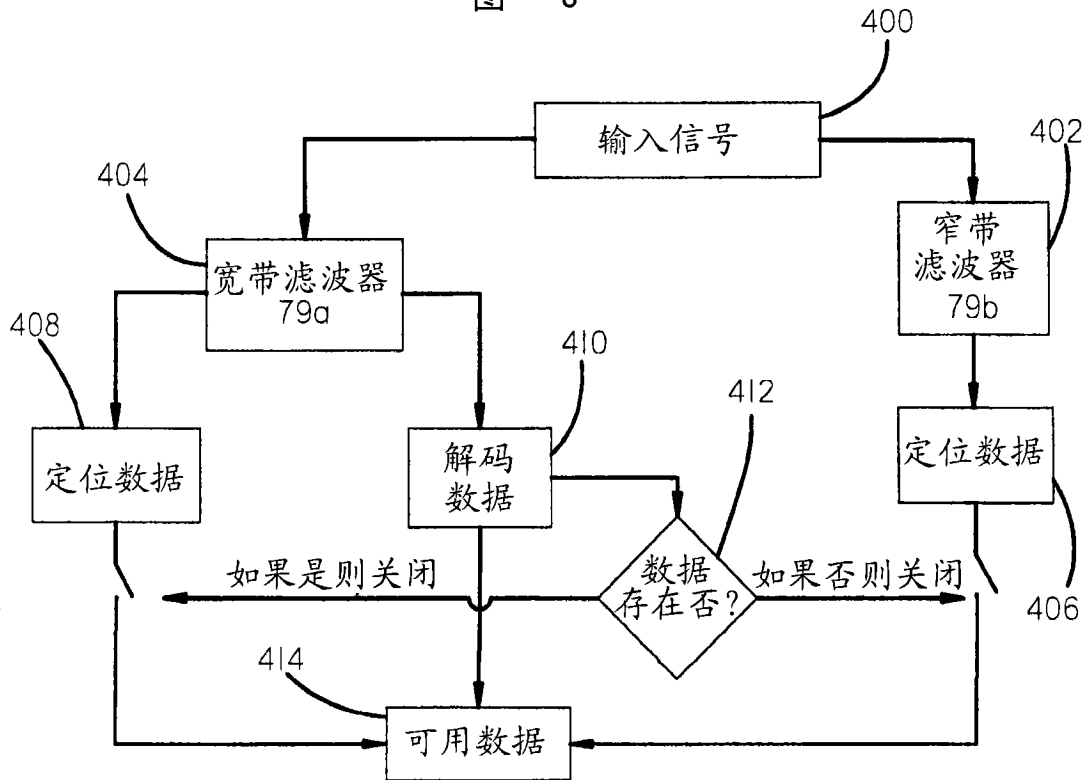 图 8
400
输入信号
402
404
窄带
滤波器
79b
宽带滤波器
79a
408
410
412
定位数据
解码
数据
定位数据
如果是则关闭
数据
存在否?
如果否则关闭
406
414
可用数据